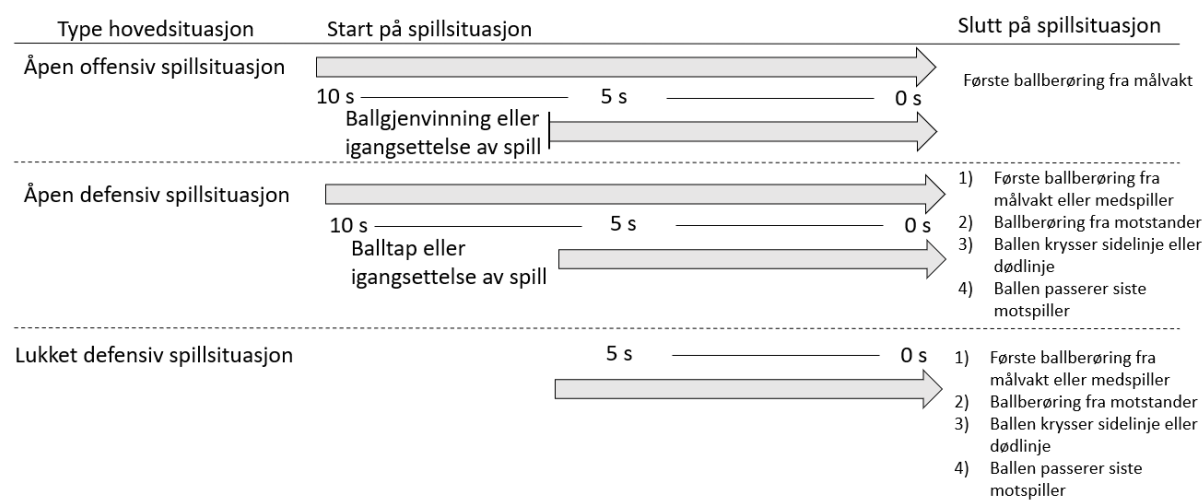 Type hovedsituasjon
Start på spillsituasjon
Slutt på spillsituasjon
Åpen offensiv spillsituasjon
Første ballberøring fra målvakt
10 s
5 s
0 s
Ballgjenvinning eller
igangsettelse av spill
Åpen defensiv spillsituasjon
1) Første ballberøring fra
målvakt eller medspiller
2) Ballberøring fra motstander
3) Ballen krysser sidelinje eller
dødlinje
4) Ballen passerer siste
motspiller
10 s
5 s
0 s
Balltap eller
igangsettelse av spill
Lukket defensiv spillsituasjon
5 s
0 s
1) Første ballberøring fra
målvakt eller medspiller
2) Ballberøring fra motstander
3) Ballen krysser sidelinje eller
dødlinje
4) Ballen passerer siste
motspiller